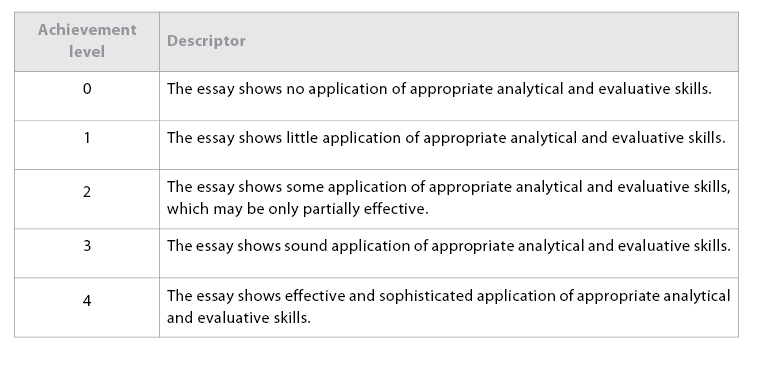 Achievement
level
Descriptor
0
The essay shows no application of appropriate analytical and evaluative skills.
1
The essay shows little application of appropriate analytical and evaluative skills.
2
The essay shows some application of appropriate analytical and evaluative skills,
which may be only partially effective.
3
The essay shows sound application of appropriate analytical and evaluative skills.
4
The essay shows effective and sophisticated application of appropriate analytical
and evaluative skills.